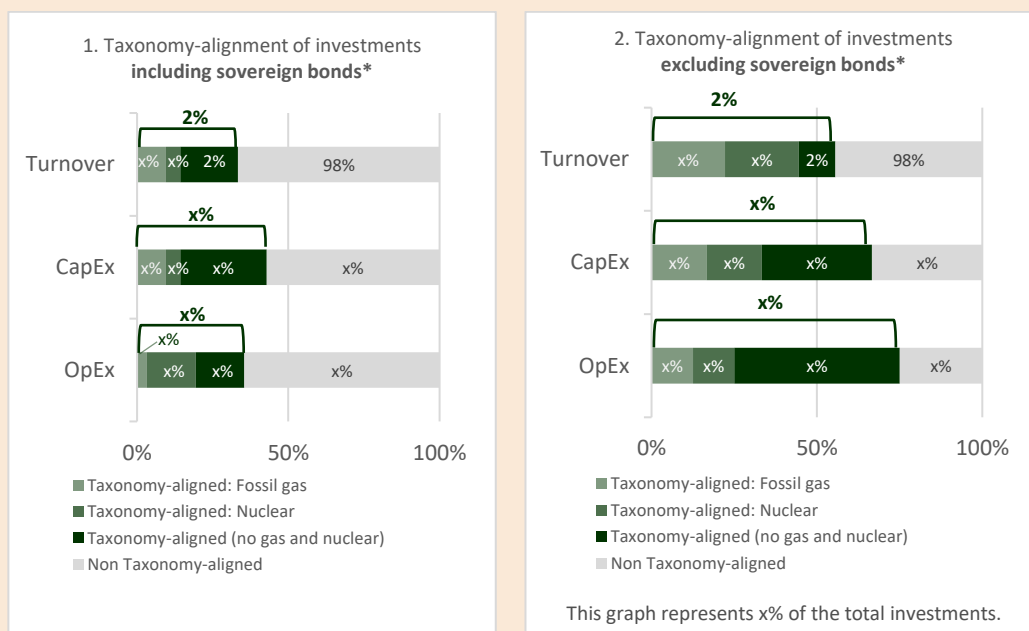 1. Taxonomy-alignment of investments
including sovereign bonds*
2%
Turnover
x%
x%
2%
98%
x%
CapEx
x%
x%
x%
x%
x%
x%
OpEx
x%
x%
x%
0%
50%
100%
Taxonomy-aligned: Fossil gas
Taxonomy-aligned: Nuclear
Taxonomy-aligned (no gas and nuclear)
Non Taxonomy-aligned
2. Taxonomy-alignment of investments
excluding sovereign bonds*
2%
Turnover
x%
x%
2%
98%
x%
CapEx
x%
x%
x%
x%
x%
OpEx
x%
x%
x%
x%
0%
50%
100%
Taxonomy-aligned: Fossil gas
Taxonomy-aligned: Nuclear
Taxonomy-aligned (no gas and nuclear)
Non Taxonomy-aligned
This graph represents x% of the total investments.